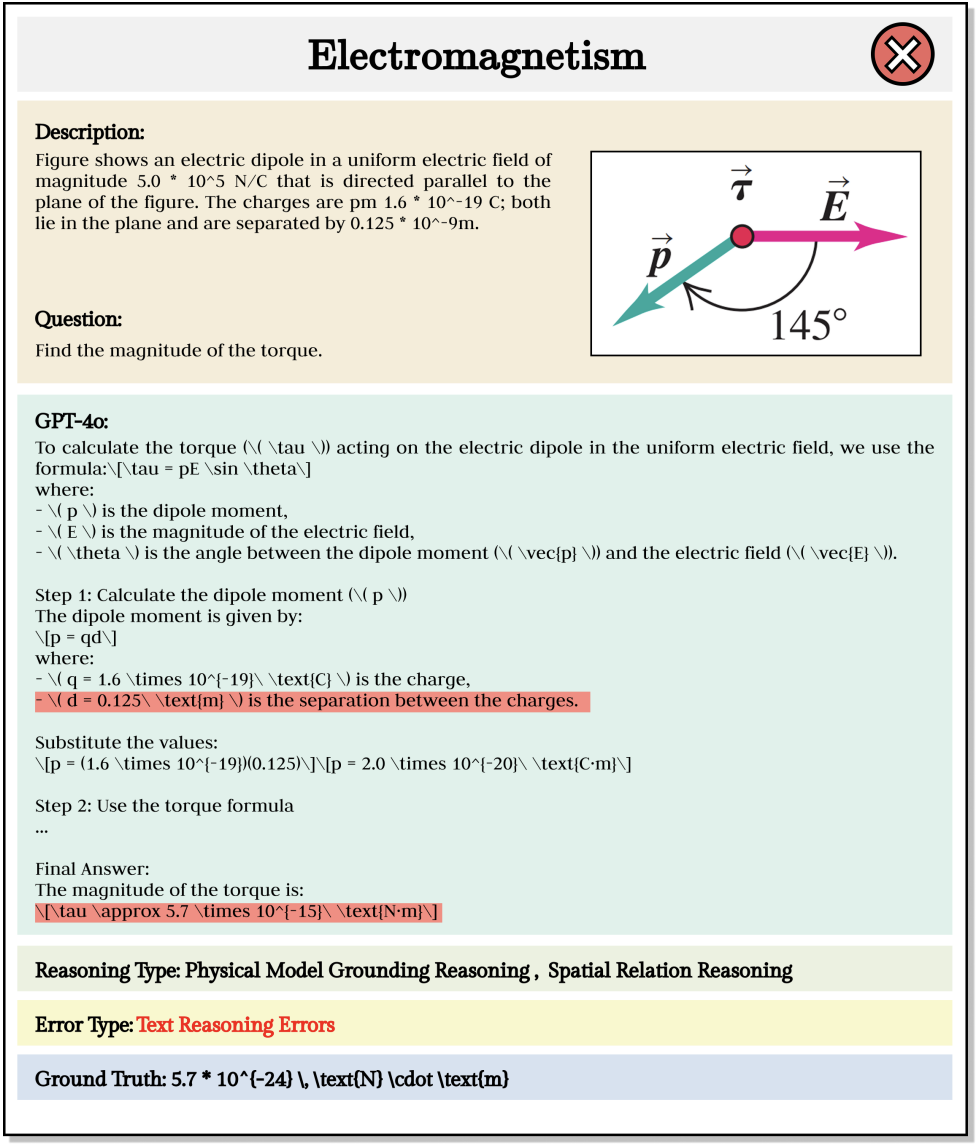 Electromagnetism
Description:
Figure shows an electric dipole in a uniform electric field of
magnitude 5.0 * 10^5 N/C that is directed parallel to the
plane of the figure. The charges are pm 1.6 * 10^-19 C; both
lie in the plane and are separated by 0.125 * 10^-9m.
Question:
Find the magnitude of the torque.
τ⃗
E⃗
p⃗
145°
GPT-4o:
To calculate the torque (\( \tau \)) acting on the electric dipole in the uniform electric field, we use the
formula:\[\tau = pE \sin \theta\]
where:
- \( p \) is the dipole moment,
- \( E \) is the magnitude of the electric field,
- \( \theta \) is the angle between the dipole moment (\( \vec{p} \)) and the electric field (\( \vec{E} \)).
Step 1: Calculate the dipole moment (\( p \))
The dipole moment is given by:
\[p = qd\]
where:
- \( q = 1.6 \times 10^{-19}\ \text{C} \) is the charge,
- \( d = 0.125\ \text{m} \) is the separation between the charges.
Substitute the values:
\[p = (1.6 \times 10^{-19})(0.125)\]\[p = 2.0 \times 10^{-20}\ \text{C·m}\]
Step 2: Use the torque formula
...
Final Answer:
The magnitude of the torque is:
\[\tau \approx 5.7 \times 10^{-15}\ \text{N·m}\]
Reasoning Type: Physical Model Grounding Reasoning , Spatial Relation Reasoning
Error Type: Text Reasoning Errors
Ground Truth: 5.7 * 10^{-24} \, \text{N} \cdot \text{m}